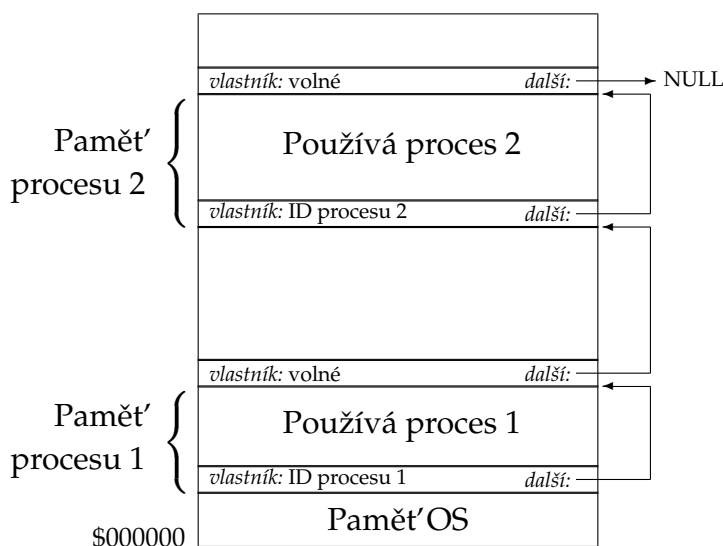 vlastník: volné další: NULL
Paměť procesu 2
Používá proces 2
vlastník: ID procesu 2 další:
vlastník: volné další:
Paměť procesu 1
Používá proces 1
vlastník: ID procesu 1 další:
Paměť OS
$000000